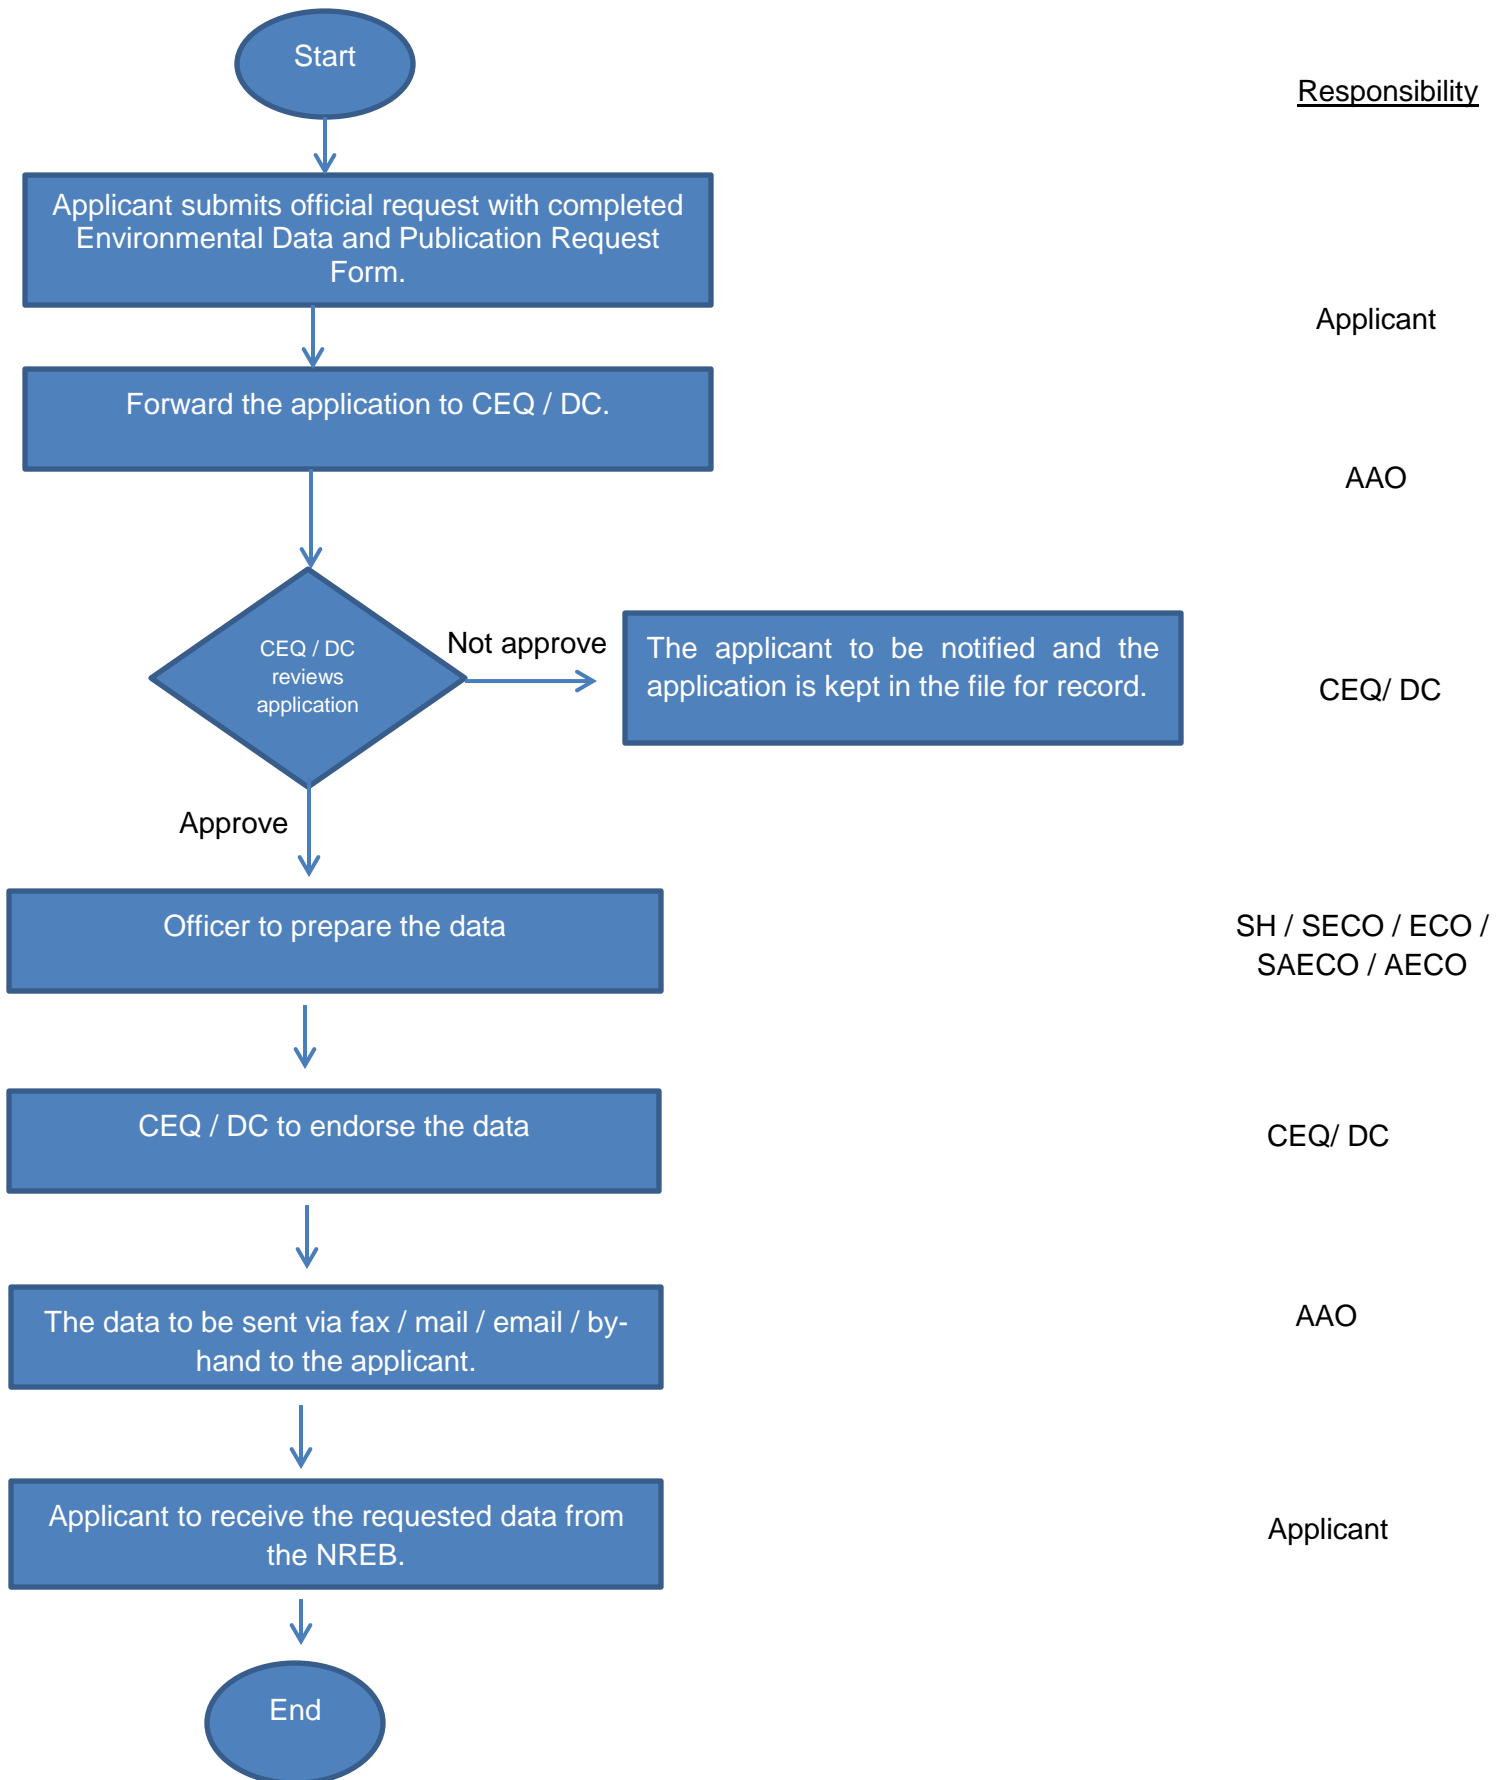 Start
Responsibility
Applicant submits official request with completed
Environmental Data and Publication Request
Form.
Applicant
Forward the application to CEQ / DC.
AAO
CEQ / DC
reviews
application
Not approve
The applicant to be notified and the
application is kept in the file for record.
CEQ/ DC
Approve
Officer to prepare the data
SH / SECO / ECO /
SAECO / AECO
CEQ / DC to endorse the data
CEQ/ DC
The data to be sent via fax / mail / email / by-
hand to the applicant.
AAO
Applicant to receive the requested data from
the NREB.
Applicant
End